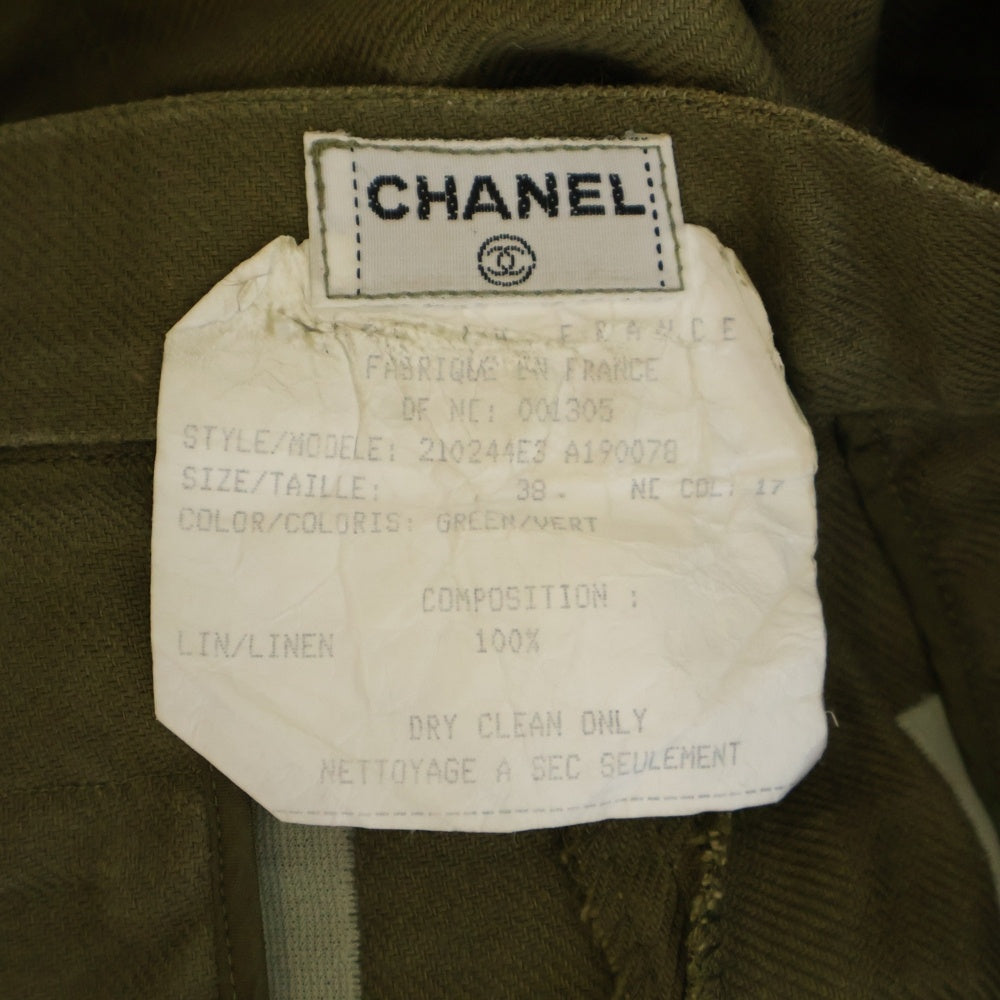 CHANEL
FRANCE
FABRIQUE EN FRANCE
DF NC: 001305
STYLE/MODELE: 210244E3 A190078
SIZE/TAILLE: 38 NC COL: 17
COLOR/COLORIS: GREEN/VERT
COMPOSITION :
LIN/LINEN 100%
DRY CLEAN ONLY
NETTOYAGE A SEC SEULEMENT